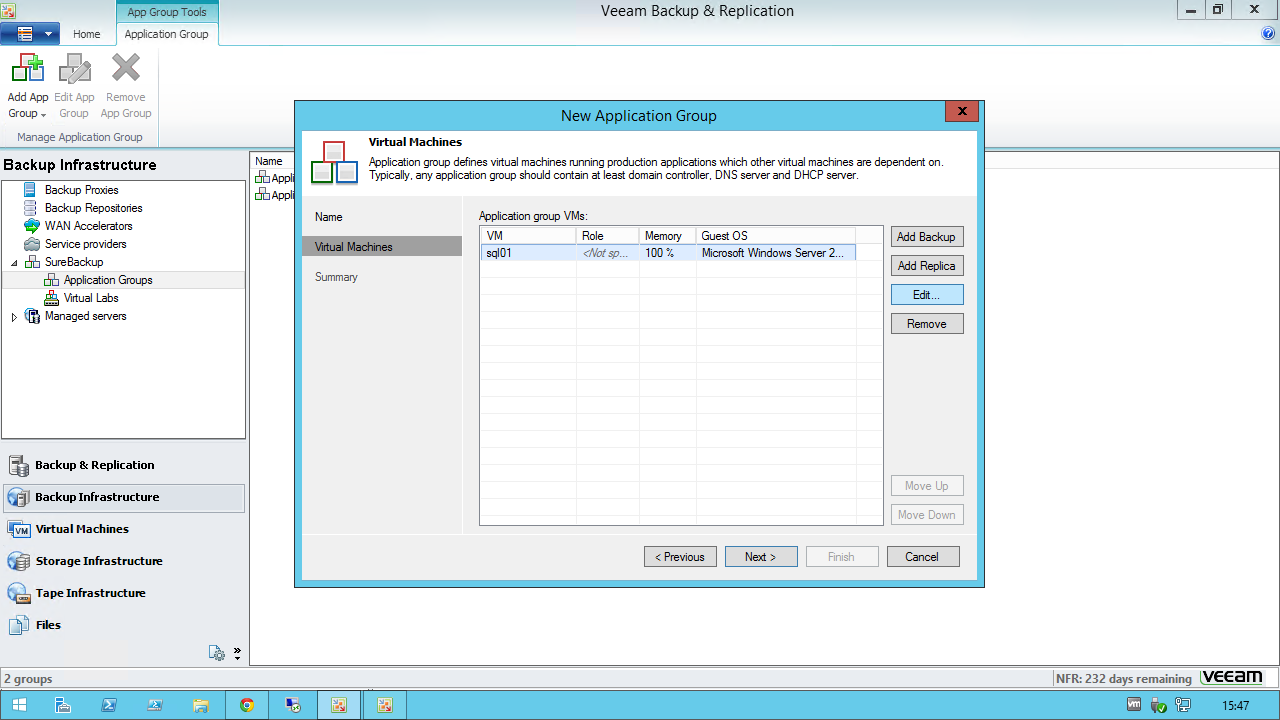 App Group Tools
Veeam Backup & Replication
Home
Application Group
Add App Group
Edit App Group
Remove App Group
Manage Application Group
Backup Infrastructure
Backup Proxies
Backup Repositories
WAN Accelerators
Service providers
SureBackup
Application Groups
Virtual Labs
Managed servers
Backup & Replication
Backup Infrastructure
Virtual Machines
Storage Infrastructure
Tape Infrastructure
Files
Name
Appli
Appli
New Application Group
Virtual Machines
Application group defines virtual machines running production applications which other virtual machines are dependent on.
Typically, any application group should contain at least domain controller, DNS server and DHCP server.
Name
Virtual Machines
Summary
Application group VMs:
VM Role Memory Guest OS
sql01 <Not sp... 100 % Microsoft Windows Server 2...
Add Backup
Add Replica
Edit...
Remove
Move Up
Move Down
< Previous Next > Finish Cancel
2 groups
NFR: 232 days remaining
veeam
VM
vm
15:47